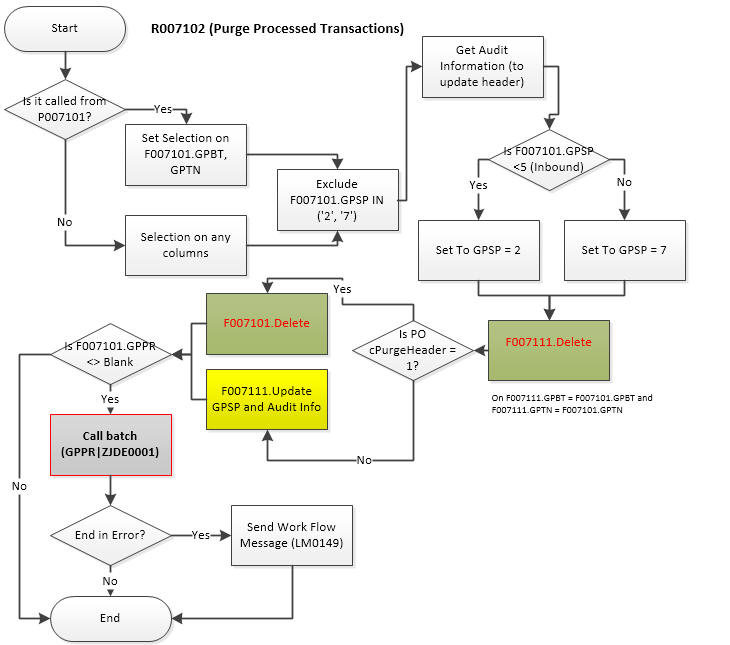 Start
R007102 (Purge Processed Transactions)
Is it called from
P007101?
Yes
No
Set Selection on
F007101.GPBT,
GPTN
Selection on any
columns
Exclude
F007101.GPSP IN
('2', '7')
Get Audit
Information (to
update header)
Is F007101.GPSP
<5 (Inbound)
Yes
No
Set To GPSP = 2
Set To GPSP = 7
F007111.Delete
On F007111.GPBT = F007101.GPBT and
F007111.GPTN = F007101.GPTN
Is PO
cPurgeHeader =
1?
Yes
No
F007101.Delete
F007111.Update
GPSP and Audit Info
Is F007101.GPPR
<> Blank
Yes
No
Call batch
(GPPR|ZJDE0001)
End in Error?
Yes
No
Send Work Flow
Message (LM0149)
End